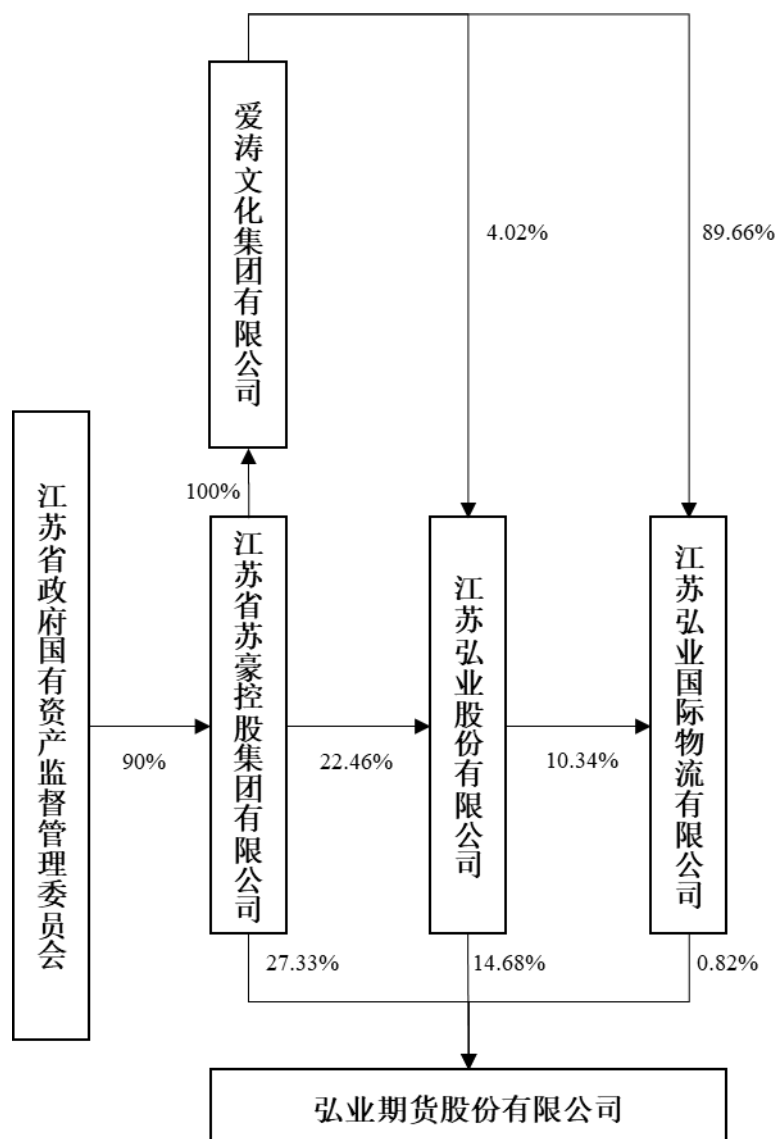 爱涛文化集团有限公司
4.02%
89.66%
100%
江苏省政府国有资产监督管理委员会
90%
江苏省苏豪控股集团有限公司
22.46%
江苏弘业股份有限公司
10.34%
江苏弘业国际物流有限公司
27.33%
14.68%
0.82%
弘业期货股份有限公司